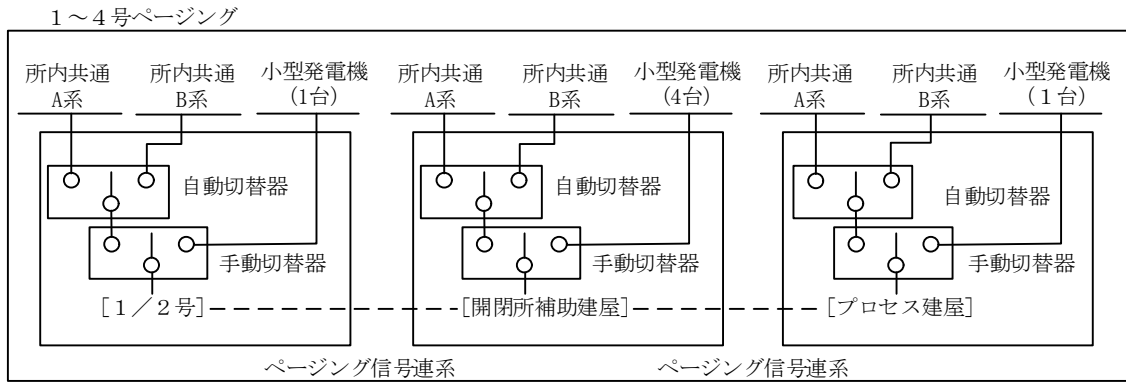 １～４号ページング
所内共通 所内共通 小型発電機 所内共通 所内共通 小型発電機 所内共通 所内共通 小型発電機
A系 B系 (1台) A系 B系 (4台) A系 B系 (１台)
自動切替器 自動切替器 自動切替器
手動切替器 手動切替器 手動切替器
[１／２号] [開閉所補助建屋] [プロセス建屋]
ページング信号連系 ページング信号連系